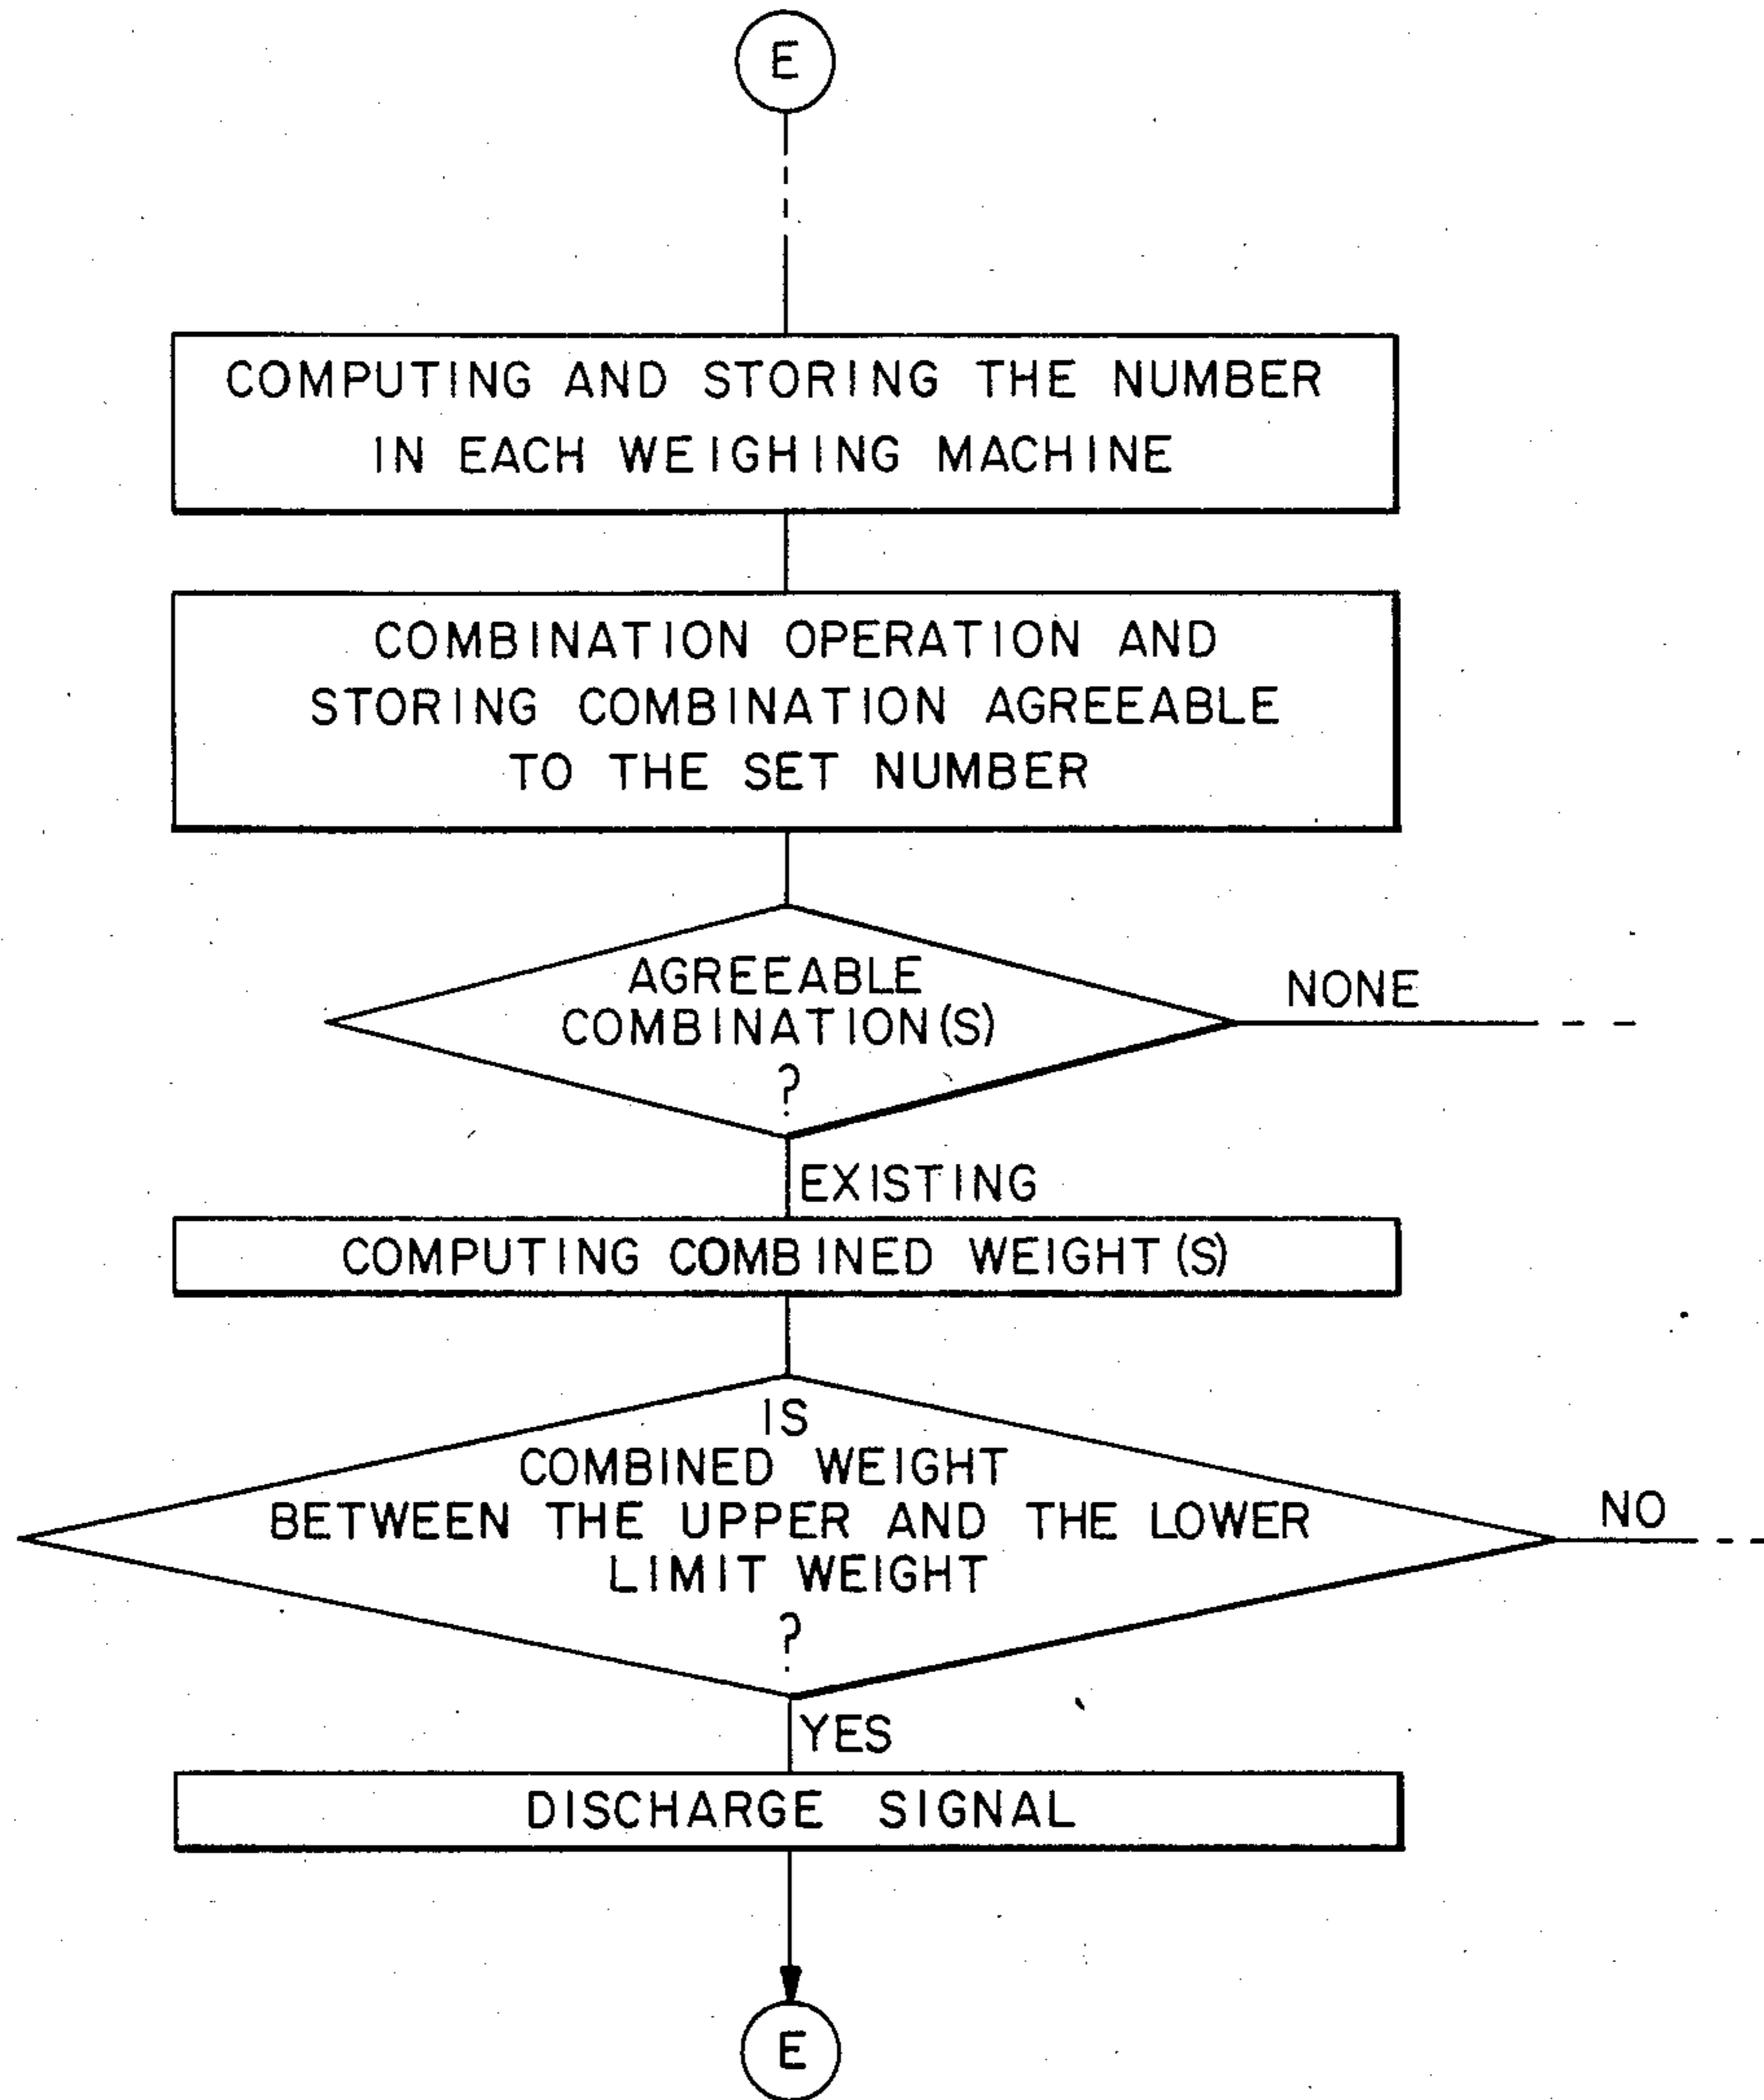 E
COMPUTING AND STORING THE NUMBER
IN EACH WEIGHING MACHINE
COMBINATION OPERATION AND
STORING COMBINATION AGREEABLE
TO THE SET NUMBER
AGREEABLE
COMBINATION(S)
?
NONE
EXISTING
COMPUTING COMBINED WEIGHT(S)
IS
COMBINED WEIGHT
BETWEEN THE UPPER AND THE LOWER
LIMIT WEIGHT
?
NO
YES
DISCHARGE SIGNAL
E